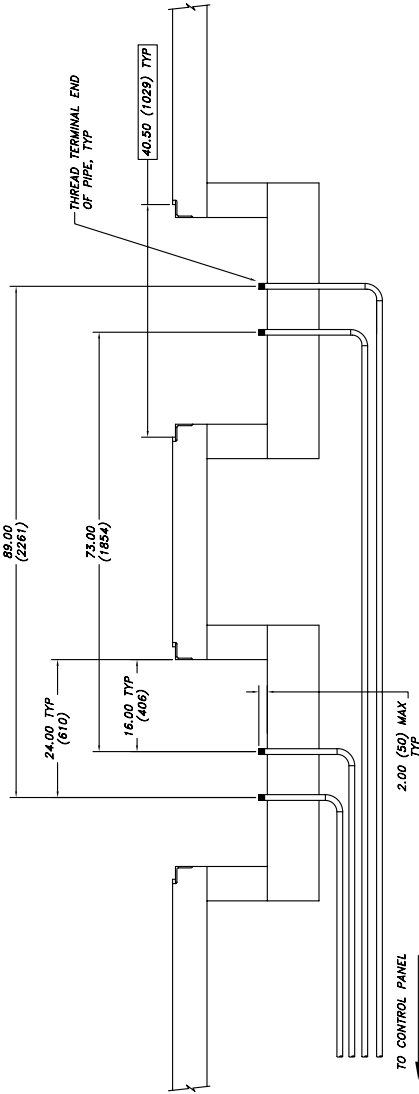 THREAD TERMINAL END
OF PIPE, TYP
40.50 (1029) TYP
89.00
(2261)
73.00
(1854)
24.00 TYP
(610)
16.00 TYP
(406)
2.00 (50) MAX
TYP
TO CONTROL PANEL